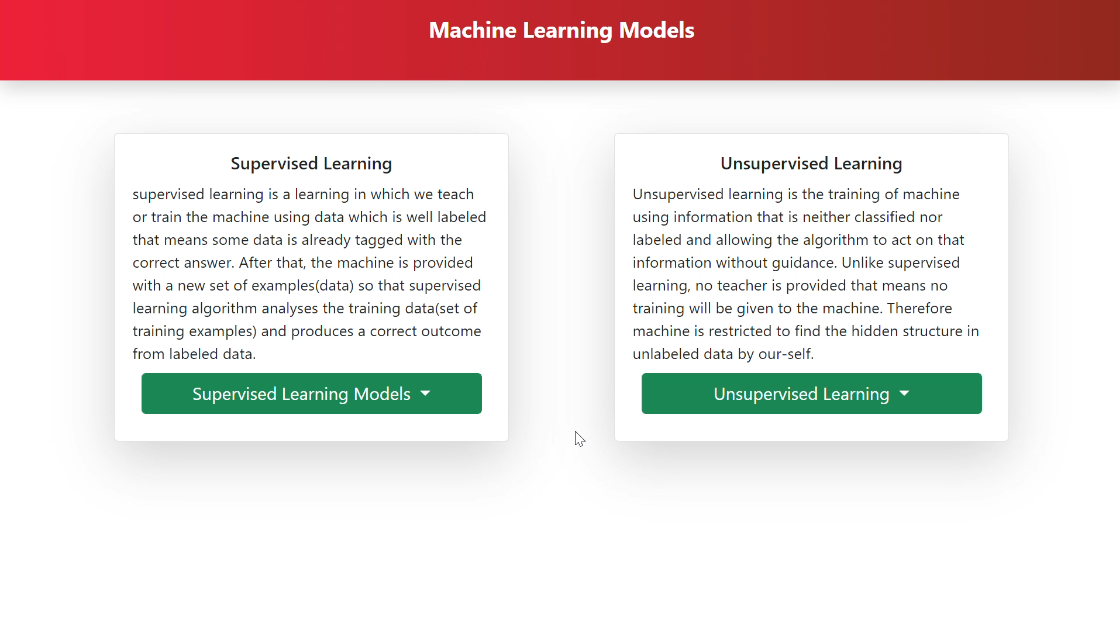 Machine Learning Models
Supervised Learning
supervised learning is a learning in which we teach
or train the machine using data which is well labeled
that means some data is already tagged with the
correct answer. After that, the machine is provided
with a new set of examples(data) so that supervised
learning algorithm analyses the training data(set of
training examples) and produces a correct outcome
from labeled data.
Supervised Learning Models
Unsupervised Learning
Unsupervised learning is the training of machine
using information that is neither classified nor
labeled and allowing the algorithm to act on that
information without guidance. Unlike supervised
learning, no teacher is provided that means no
training will be given to the machine. Therefore
machine is restricted to find the hidden structure in
unlabeled data by our-self.
Unsupervised Learning